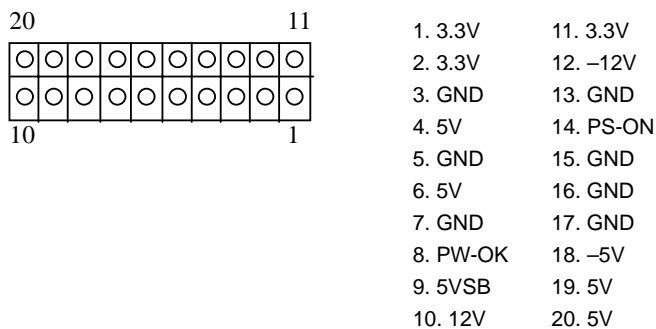 20 11
10 1
1. 3.3V 11. 3.3V
2. 3.3V 12. –12V
3. GND 13. GND
4. 5V 14. PS-ON
5. GND 15. GND
6. 5V 16. GND
7. GND 17. GND
8. PW-OK 18. –5V
9. 5VSB 19. 5V
10. 12V 20. 5V